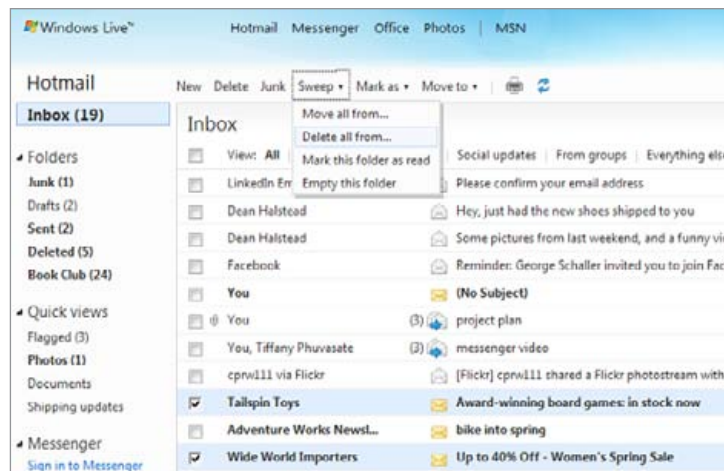 Windows Live™
Hotmail Messenger Office Photos | MSN
Hotmail
New Delete Junk Sweep Mark as Move to
Inbox (19)
Move all from...
Delete all from...
Mark this folder as read
Empty this folder
Inbox
View: All Social updates From groups Everything
Folders
Junk (1)
Drafts (2)
Sent (2)
Deleted (5)
Book Club (24)
Quick views
Flagged (3)
Photos (1)
Documents
Shipping updates
Messenger
Sign in to Messenger
LinkedIn Please confirm your email address
Dean Halstead Hey, just had the new shoes shipped to you
Dean Halstead Some pictures from last weekend, and a funny
Facebook Reminder: George Schaller invited you to join
You (No Subject)
You (3) project plan
You, Tiffany Phuvasate (3) messenger video
cprw111 via Flickr [Flickr] cprw111 shared a Flickr photostream with
Tailspin Toys Award-winning board games: in stock now
Adventure Works Newsl... bike into spring
Wide World Importers Up to 40% Off - Women's Spring Sale